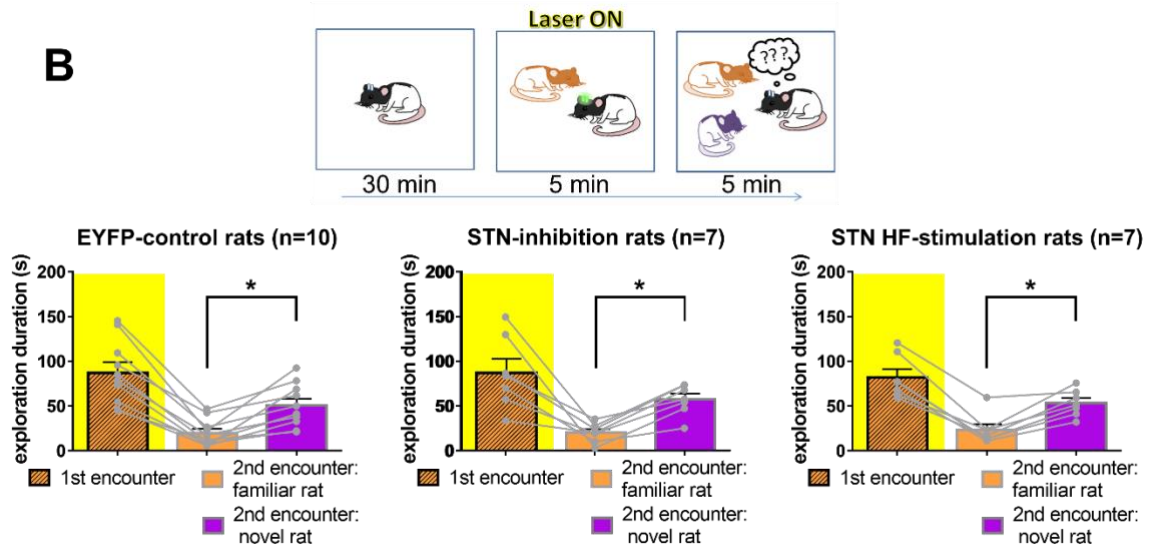 B
Laser ON
???
30 min
5 min
5 min
EYFP-control rats (n=10)
exploration duration (s)
200
150
100
50
0
*
1st encounter
2nd encounter:
familiar rat
2nd encounter:
novel rat
STN-inhibition rats (n=7)
exploration duration (s)
200
150
100
50
0
*
1st encounter
2nd encounter:
familiar rat
2nd encounter:
novel rat
STN HF-stimulation rats (n=7)
exploration duration (s)
200
150
100
50
0
*
1st encounter
2nd encounter:
familiar rat
2nd encounter:
novel rat